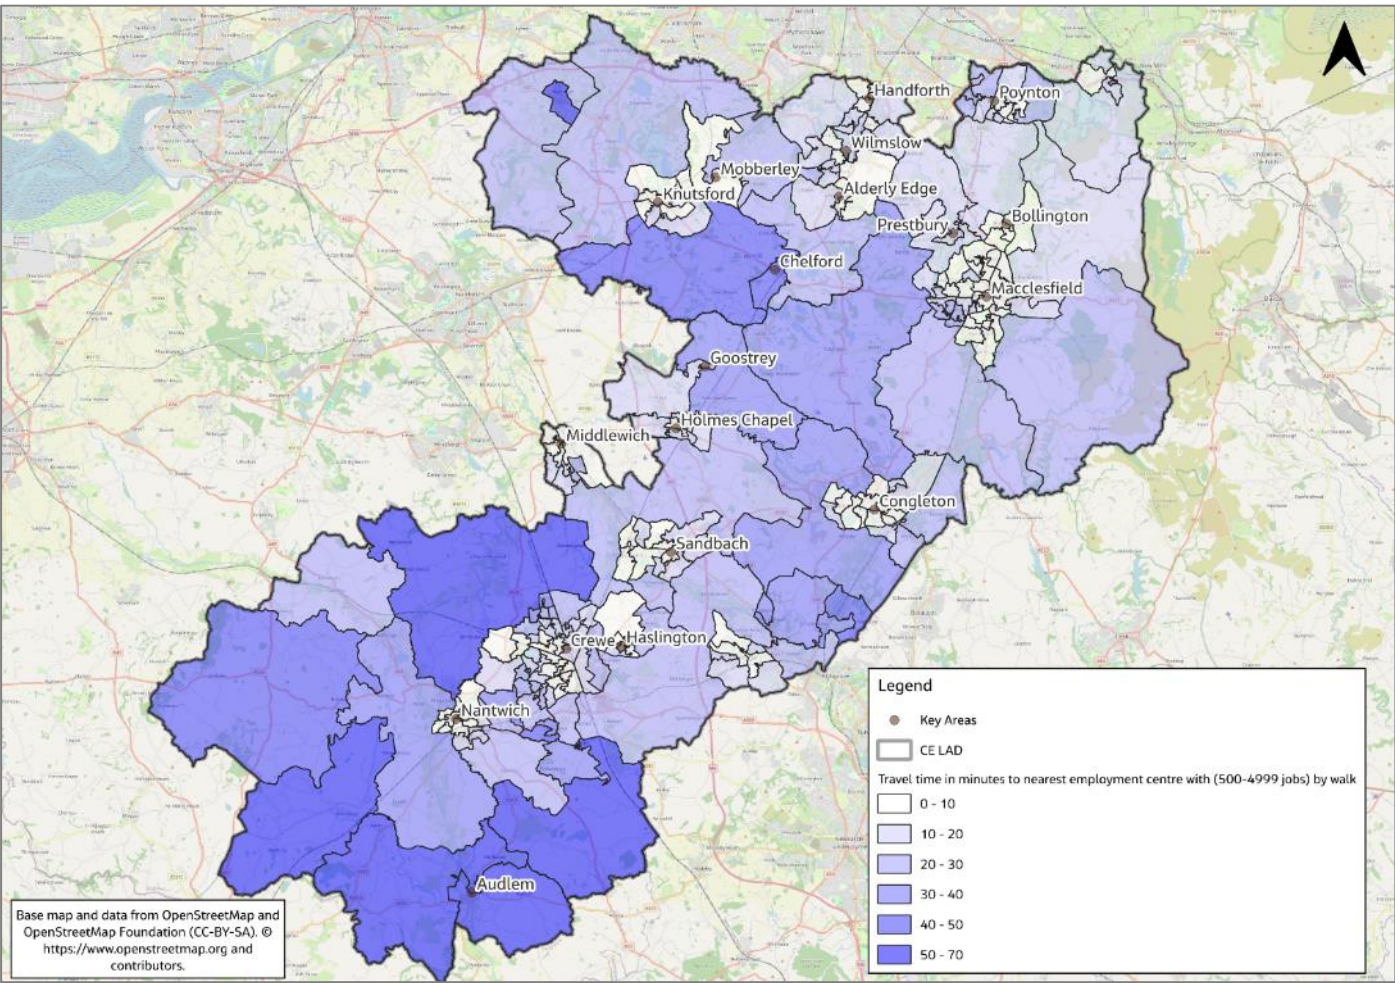 Handforth
Poynton
Wilmslow
Mobberley
Knutsford
Alderly Edge
Prestbury
Bollington
Chelford
Macclesfield
Goostrey
Holmes Chapel
Middlewich
Congleton
Sandbach
Crewe
Haslington
Nantwich
Audlem
Legend
Key Areas
CE LAD
Travel time in minutes to nearest employment centre with (500-4999 jobs) by walk
0 - 10
10 - 20
20 - 30
30 - 40
40 - 50
50 - 70
Base map and data from OpenStreetMap and
OpenStreetMap Foundation (CC-BY-SA). ©
https://www.openstreetmap.org and
contributors.